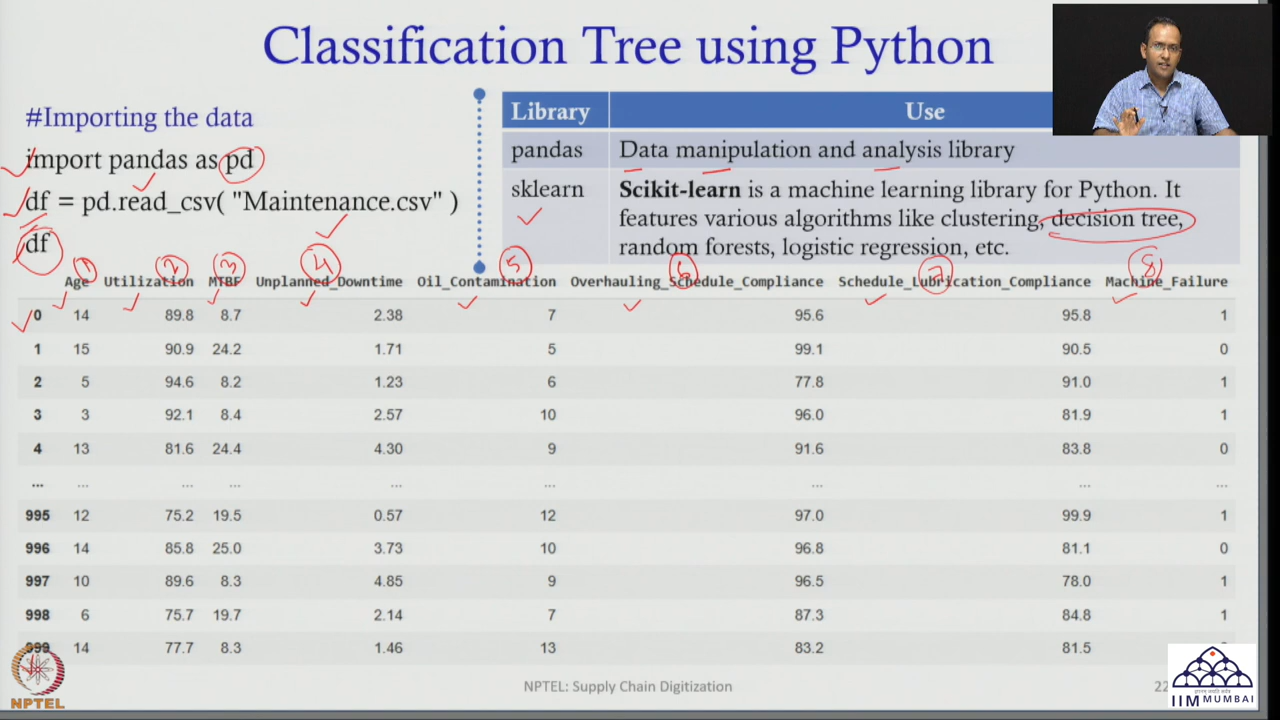 Classification Tree using Python
#Importing the data
import pandas as pd
df = pd.read_csv( "Maintenance.csv" )
df
Library Use
pandas Data manipulation and analysis library
sklearn Scikit-learn is a machine learning library for Python. It
features various algorithms like clustering, decision tree,
random forests, logistic regression, etc.
1 2 3 4 5 6 7 8
Age Utilization MTBF Unplanned_Downtime Oil_Contamination Overhauling_Schedule_Compliance Schedule_Lubrication_Compliance Machine_Failure
0 14 89.8 8.7 2.38 7 95.6 95.8 1
1 15 90.9 24.2 1.71 5 99.1 90.5 0
2 5 94.6 8.2 1.23 6 77.8 91.0 1
3 3 92.1 8.4 2.57 10 96.0 81.9 1
4 13 81.6 24.4 4.30 9 91.6 83.8 0
... ... ... ... ... ... ... ... ...
995 12 75.2 19.5 0.57 12 97.0 99.9 1
996 14 85.8 25.0 3.73 10 96.8 81.1 0
997 10 89.6 8.3 4.85 9 96.5 78.0 1
998 6 75.7 19.7 2.14 7 87.3 84.8 1
999 14 77.7 8.3 1.46 13 83.2 81.5
NPTEL
NPTEL: Supply Chain Digitization
22
IIM MUMBAI